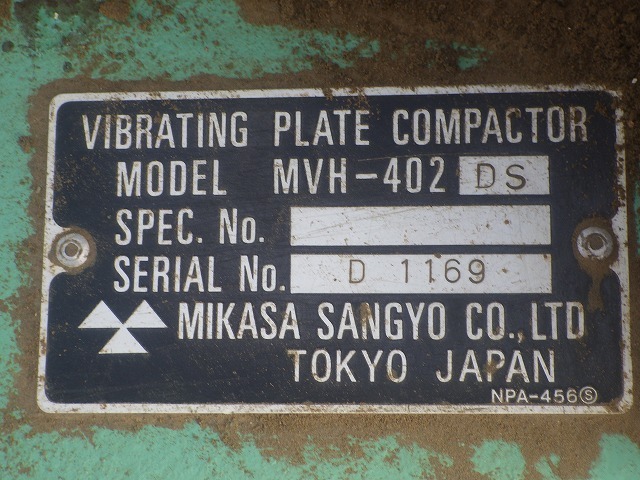 VIBRATING PLATE COMPACTOR
MODEL MVH-402 DS
SPEC. No.
SERIAL No. D 1169
MIKASA SANGYO CO., LTD
TOKYO JAPAN
NPA-456Ⓢ